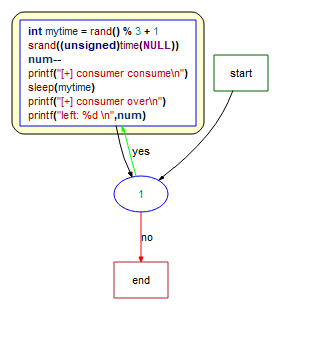 int mytime = rand() % 3 + 1
srand((unsigned)time(NULL))
num--
printf("[+] consumer consume\n")
sleep(mytime)
printf("[+] consumer over\n")
printf("left: %d \n",num)
start
yes
1
no
end